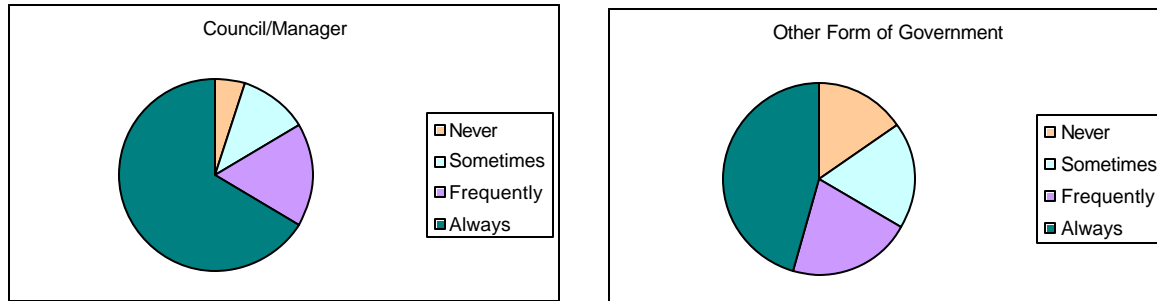 Council/Manager
Never
Sometimes
Frequently
Always
Other Form of Government
Never
Sometimes
Frequently
Always